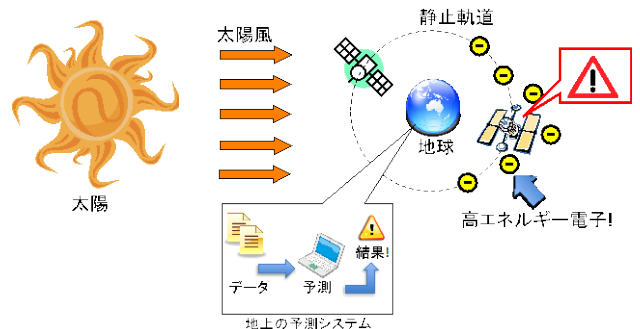 静止軌道
太陽風
地球
太陽
高エネルギー電子!
結果!
データ
予測
地上の予測システム